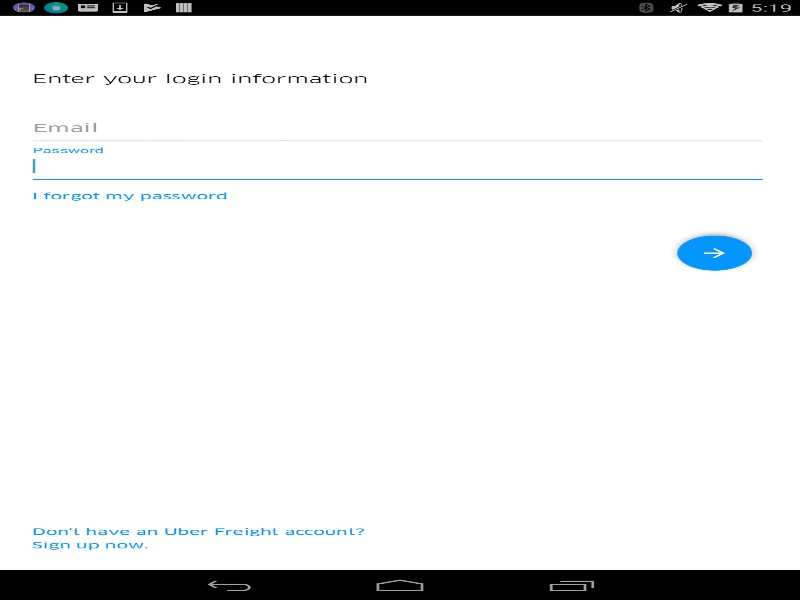 5:19
Enter your login information
Email
Password
I forgot my password
Don't have an Uber Freight account?
Sign up now.